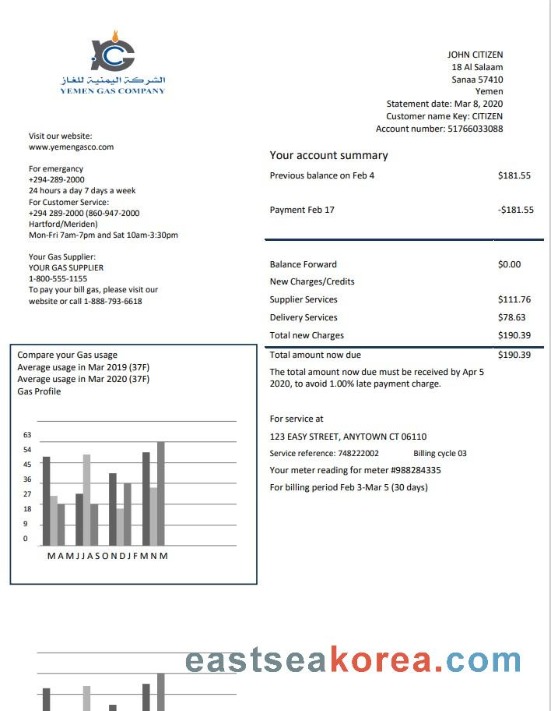 الشركة اليمنية للغاز
YEMEN GAS COMPANY
JOHN CITIZEN
18 Al Salaam
Sanaa 57410
Yemen
Statement date: Mar 8, 2020
Customer name Key: CITIZEN
Account number: 51766033088
Visit our website:
www.yemengasco.com
For emergancy
+294-289-2000
24 hours a day 7 days a week
For Customer Service:
+294 289-2000 (860-947-2000
Hartford/Meriden)
Mon-Fri 7am-7pm and Sat 10am-3:30pm
Your Gas Supplier:
YOUR GAS SUPPLIER
1-800-555-1155
To pay your bill gas, please visit our
website or call 1-888-793-6618
Your account summary
Previous balance on Feb 4 $181.55
Payment Feb 17 -$181.55
Balance Forward $0.00
New Charges/Credits
Supplier Services $111.76
Delivery Services $78.63
Total new Charges $190.39
Total amount now due $190.39
The total amount now due must be received by Apr 5
2020, to avoid 1.00% late payment charge.
For service at
123 EASY STREET, ANYTOWN CT 06110
Service reference: 748222002 Billing cycle 03
Your meter reading for meter #988284335
For billing period Feb 3-Mar 5 (30 days)
Compare your Gas usage
Average usage in Mar 2019 (37F)
Average usage in Mar 2020 (37F)
Gas Profile
63
54
45
36
27
18
9
0
M A M J J A S O N D J F M N M
eastseakorea.com